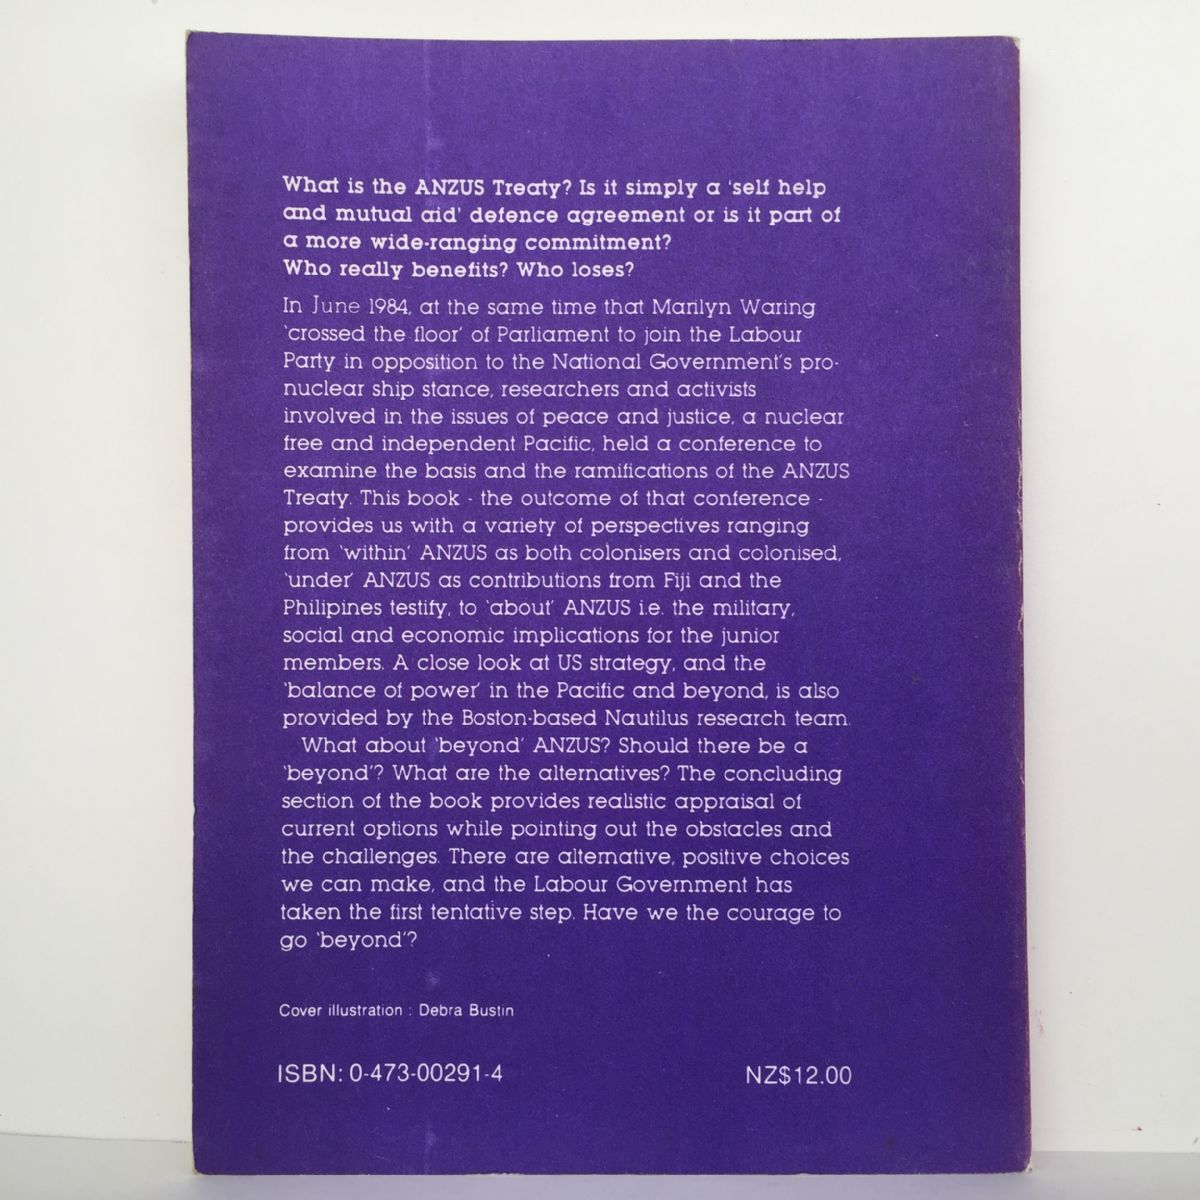 What is the ANZUS Treaty? Is it simply a 'self help
and mutual aid' defence agreement or is it part of
a more wide-ranging commitment?
Who really benefits? Who loses?
In June 1984, at the same time that Marilyn Waring
'crossed the floor' of Parliament to join the Labour
Party in opposition to the National Government's pro-
nuclear ship stance, researchers and activists
involved in the issues of peace and justice, a nuclear
free and independent Pacific, held a conference to
examine the basis and the ramifications of the ANZUS
Treaty. This book - the outcome of that conference -
provides us with a variety of perspectives ranging
from 'within' ANZUS as both colonisers and colonised,
'under' ANZUS as contributions from Fiji and the
Philipines testify, to 'about' ANZUS i.e. the military,
social and economic implications for the junior
members. A close look at US strategy, and the
'balance of power' in the Pacific and beyond, is also
provided by the Boston-based Nautilus research team.
What about 'beyond' ANZUS? Should there be a
'beyond'? What are the alternatives? The concluding
section of the book provides realistic appraisal of
current options while pointing out the obstacles and
the challenges. There are alternative, positive choices
we can make, and the Labour Government has
taken the first tentative step. Have we the courage to
go 'beyond'?
Cover illustration : Debra Bustin
ISBN: 0-473-00291-4
NZ$12.00